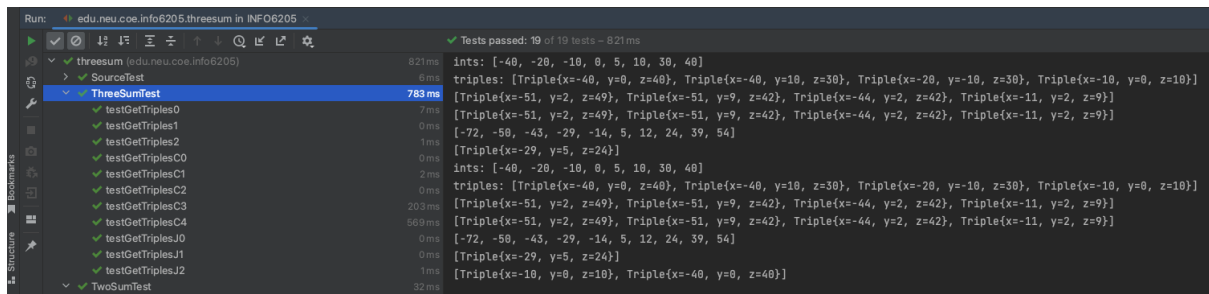 Run: edu.neu.coe.info6205.threesum in INFO6205 ×
Tests passed: 19 of 19 tests – 821 ms
threesum (edu.neu.coe.info6205) 821 ms
SourceTest 6 ms
ThreeSumTest 783 ms
testGetTriples0 7 ms
testGetTriples1 0 ms
testGetTriples2 1 ms
testGetTriplesC0 0 ms
testGetTriplesC1 2 ms
testGetTriplesC2 0 ms
testGetTriplesC3 203 ms
testGetTriplesC4 569 ms
testGetTriplesJ0 0 ms
testGetTriplesJ1 0 ms
testGetTriplesJ2 1 ms
TwoSumTest 32 ms
ints: [-40, -20, -10, 0, 5, 10, 30, 40]
triples: [Triple{x=-40, y=0, z=40}, Triple{x=-40, y=10, z=30}, Triple{x=-20, y=-10, z=30}, Triple{x=-10, y=0, z=10}]
[Triple{x=-51, y=2, z=49}, Triple{x=-51, y=9, z=42}, Triple{x=-44, y=2, z=42}, Triple{x=-11, y=2, z=9}]
[Triple{x=-51, y=2, z=49}, Triple{x=-51, y=9, z=42}, Triple{x=-44, y=2, z=42}, Triple{x=-11, y=2, z=9}]
[-72, -50, -43, -29, -14, 5, 12, 24, 39, 54]
[Triple{x=-29, y=5, z=24}]
ints: [-40, -20, -10, 0, 5, 10, 30, 40]
triples: [Triple{x=-40, y=0, z=40}, Triple{x=-40, y=10, z=30}, Triple{x=-20, y=-10, z=30}, Triple{x=-10, y=0, z=10}]
[Triple{x=-51, y=2, z=49}, Triple{x=-51, y=9, z=42}, Triple{x=-44, y=2, z=42}, Triple{x=-11, y=2, z=9}]
[Triple{x=-51, y=2, z=49}, Triple{x=-51, y=9, z=42}, Triple{x=-44, y=2, z=42}, Triple{x=-11, y=2, z=9}]
[-72, -50, -43, -29, -14, 5, 12, 24, 39, 54]
[Triple{x=-29, y=5, z=24}]
[Triple{x=-10, y=0, z=10}, Triple{x=-40, y=0, z=40}]
Bookmarks
Structure